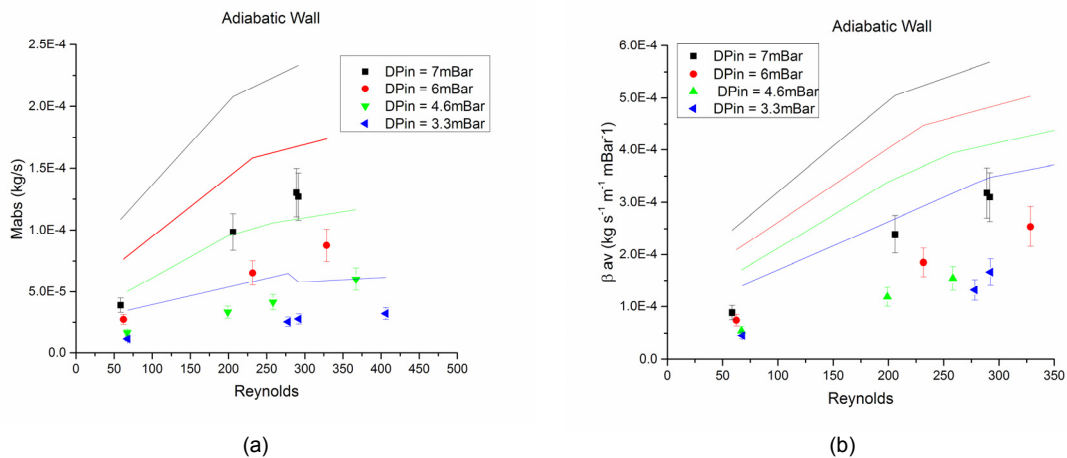 (a)
Adiabatic Wall
2.5E-4
2.0E-4
1.5E-4
1.0E-4
5.0E-5
0.0
Mabs (kg/s)
DPin = 7mBar
DPin = 6mBar
DPin = 4.6mBar
DPin = 3.3mBar
0 50 100 150 200 250 300 350 400 450 500
Reynolds
(b)
Adiabatic Wall
6.0E-4
5.0E-4
4.0E-4
3.0E-4
2.0E-4
1.0E-4
0.0
β av (kg s⁻¹ m⁻¹ mBar⁻¹)
DPin = 7mBar
DPin = 6mBar
DPin = 4.6mBar
DPin = 3.3mBar
0 50 100 150 200 250 300 350
Reynolds